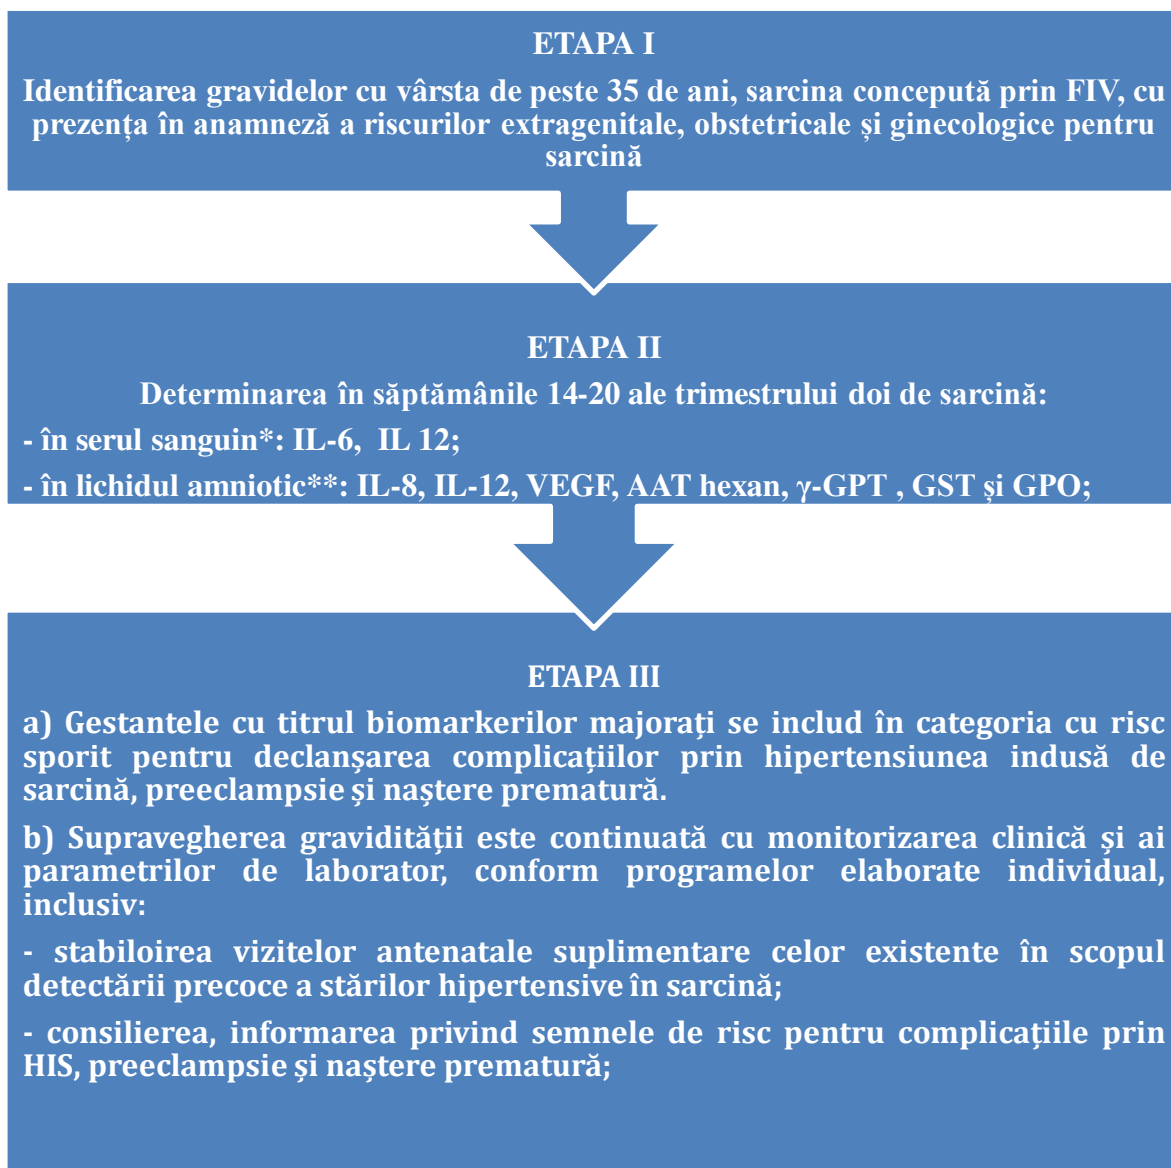 ETAPA I
Identificarea gravidelor cu vârsta de peste 35 de ani, sarcina concepută prin FIV, cu
prezența în anamneză a riscurilor extragenitale, obstetricale și ginecologice pentru
sarcină
ETAPA II
Determinarea în săptămânile 14-20 ale trimestrului doi de sarcină:
- în serul sanguin*: IL-6, IL 12;
- în lichidul amniotic**: IL-8, IL-12, VEGF, AAT hexan, γ-GPT , GST și GPO;
ETAPA III
a) Gestantele cu titrul biomarkerilor majorați se includ în categoria cu risc
sporit pentru declanșarea complicațiilor prin hipertensiunea indusă de
sarcină, preeclampsie și naștere prematură.
b) Supravegherea gravidității este continuată cu monitorizarea clinică și ai
parametrilor de laborator, conform programelor elaborate individual,
inclusiv:
- stabiloirea vizitelor antenatale suplimentare celor existente în scopul
detectării precoce a stărilor hipertensive în sarcină;
- consilierea, informarea privind semnele de risc pentru complicațiile prin
HIS, preeclampsie și naștere prematură;